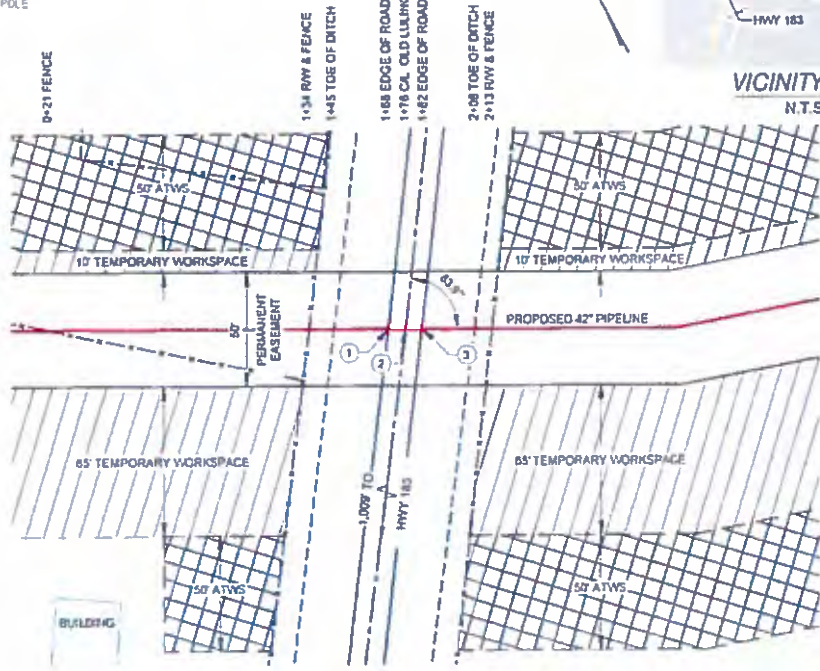 POLE
HWY 183
VICINITY
N.T.S
0+21 FENCE
1+34 R/W & FENCE
1+45 TOE OF DITCH
1+68 EDGE OF ROAD
1+76 C/L OLD LULING
1+82 EDGE OF ROAD
2+08 TOE OF DITCH
2+13 R/W & FENCE
50' ATWS
50' ATWS
10' TEMPORARY WORKSPACE
10' TEMPORARY WORKSPACE
50'
PERMANENT
EASEMENT
PROPOSED 42" PIPELINE
1
2
3
65' TEMPORARY WORKSPACE
65' TEMPORARY WORKSPACE
1,009' TO
HWY 183
50' ATWS
50' ATWS
BUILDING